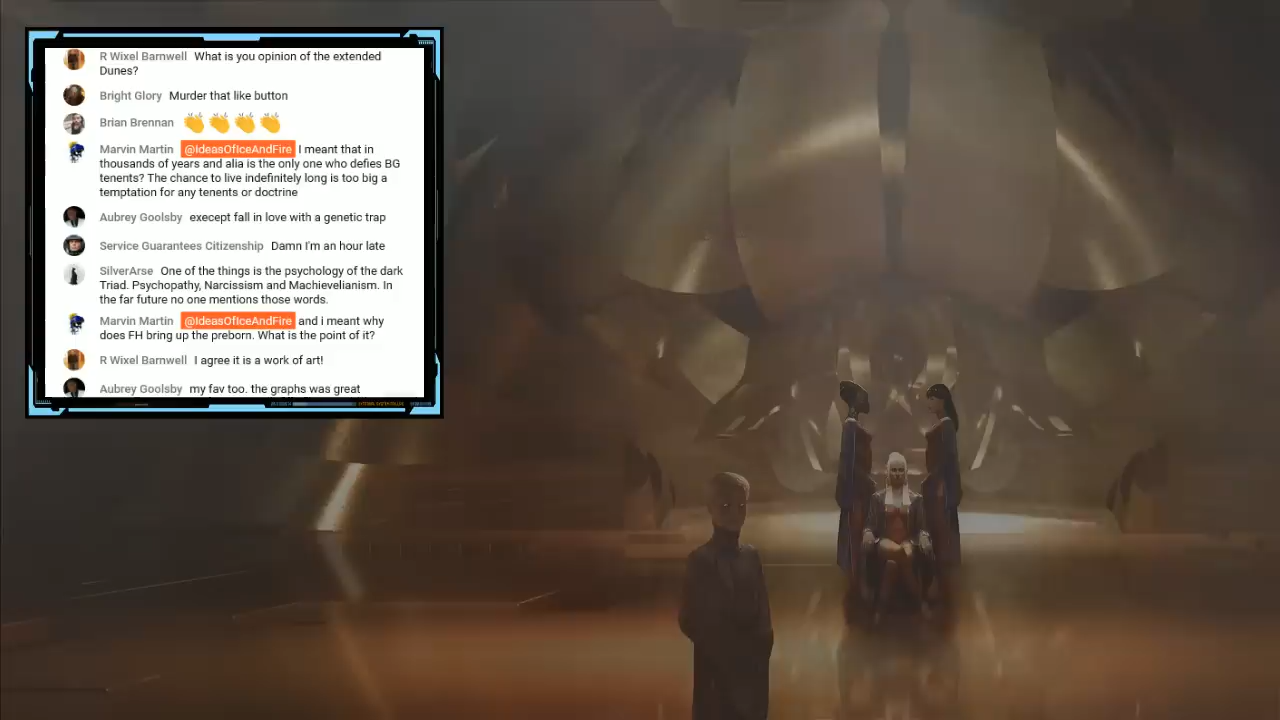 R Wixel Barnwell What is you opinion of the extended
Dunes?
Bright Glory Murder that like button
Brian Brennan 👏 👏 👏 👏
Marvin Martin @IdeasOfIceAndFire I meant that in
thousands of years and alia is the only one who defies BG
tenents? The chance to live indefinitely long is too big a
temptation for any tenents or doctrine
Aubrey Goolsby execept fall in love with a genetic trap
Service Guarantees Citizenship Damn I'm an hour late
SilverArse One of the things is the psychology of the dark
Triad. Psychopathy, Narcissism and Machievelianism. In
the far future no one mentions those words.
Marvin Martin @IdeasOfIceAndFire and i meant why
does FH bring up the preborn. What is the point of it?
R Wixel Barnwell I agree it is a work of art!
Aubrey Goolsby my fav too. the graphs was great